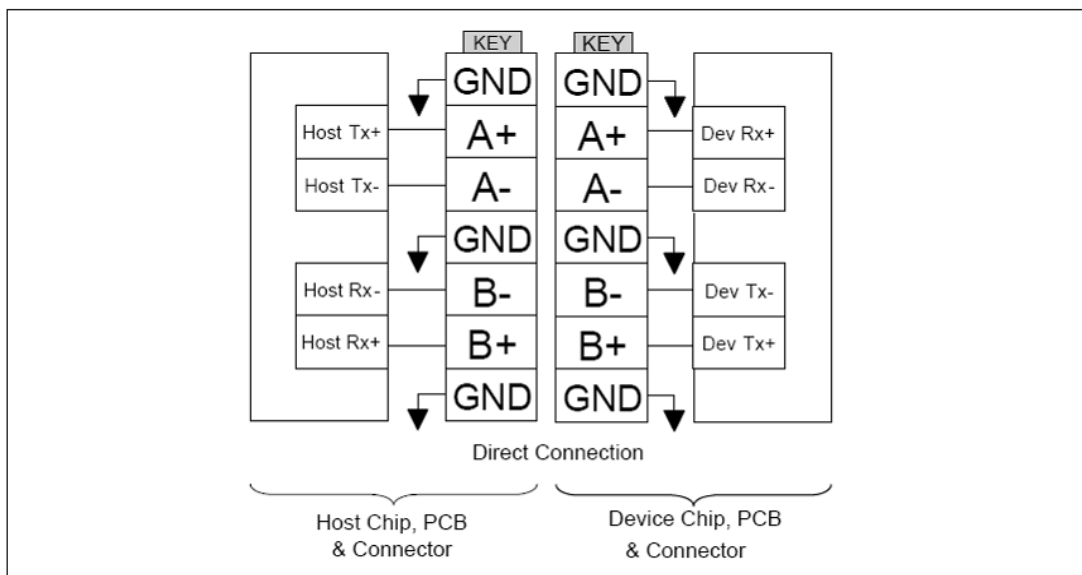 KEY KEY
GND GND
Host Tx+ A+ A+ Dev Rx+
Host Tx- A- A- Dev Rx-
GND GND
Host Rx- B- B- Dev Tx-
Host Rx+ B+ B+ Dev Tx+
GND GND
Direct Connection
Host Chip, PCB
& Connector
Device Chip, PCB
& Connector